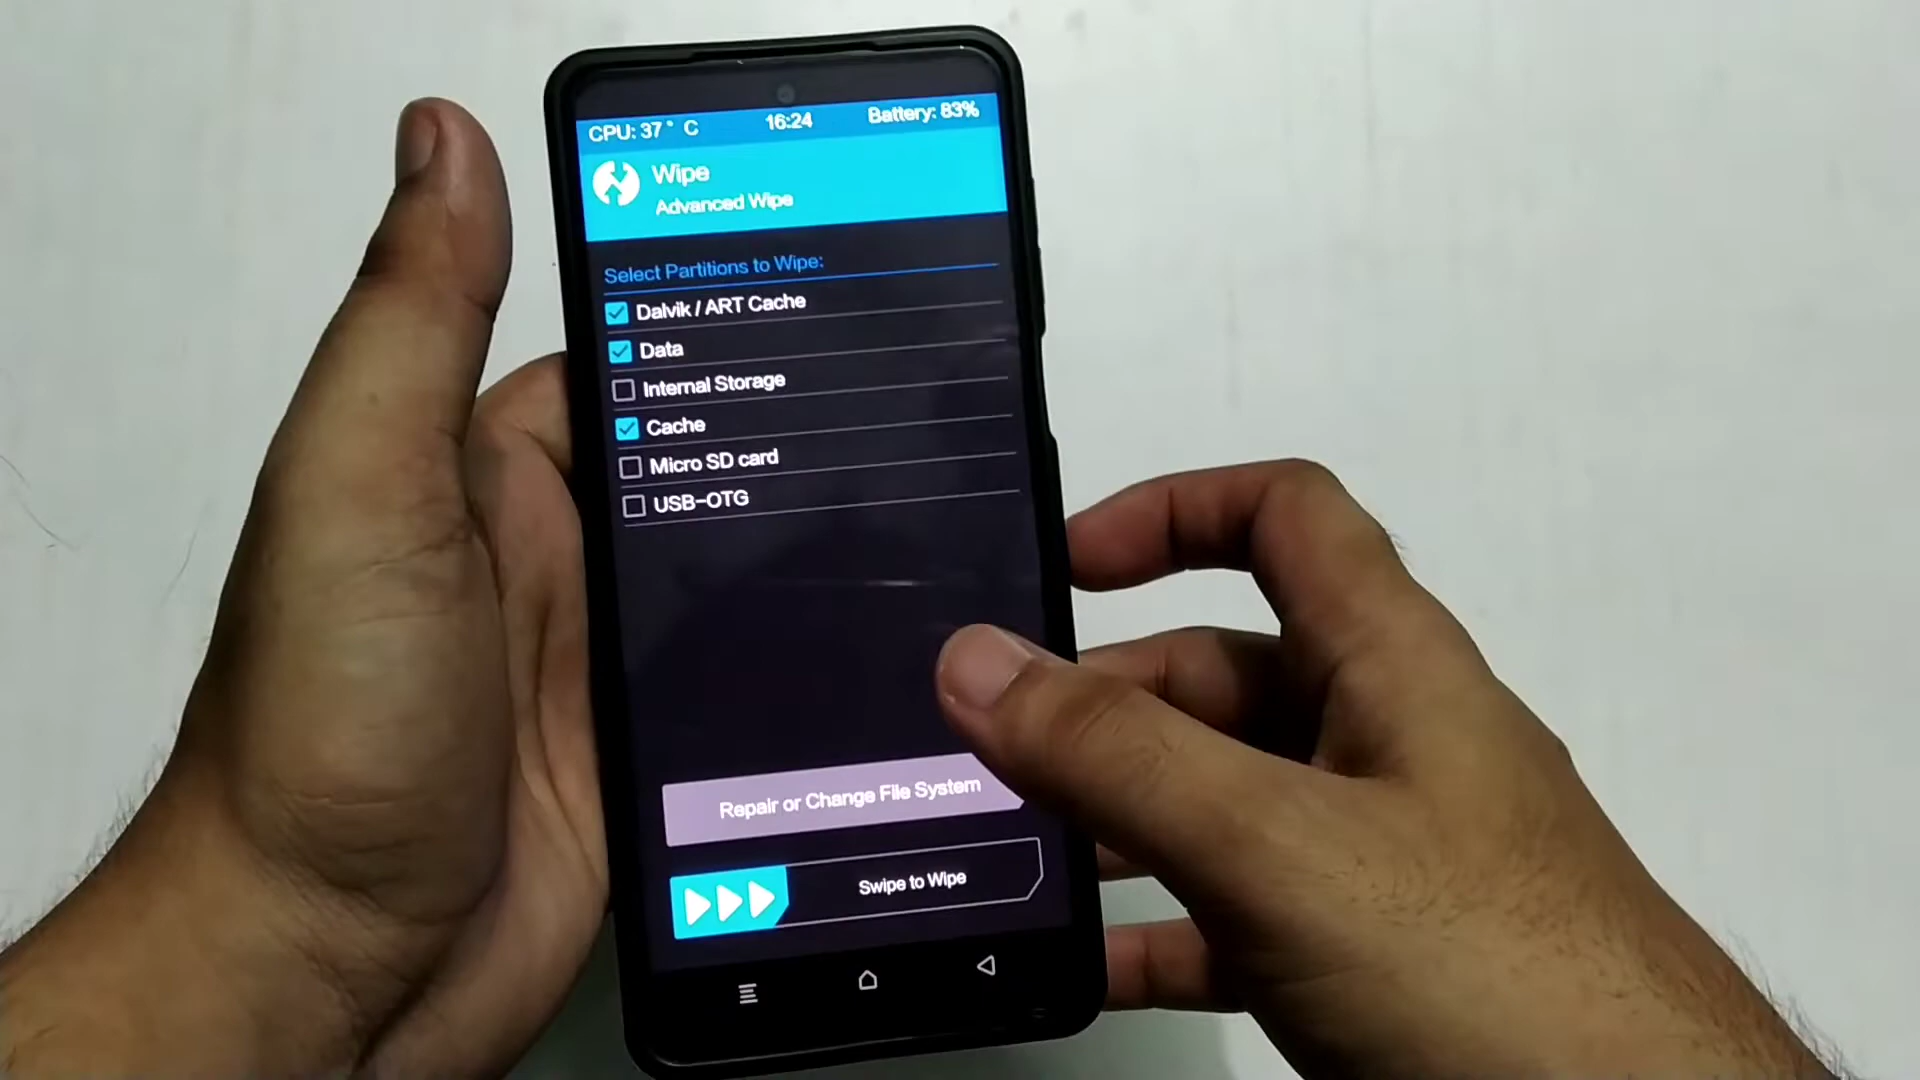 CPU: 37 ° C 16:24 Battery: 83%
Wipe
Advanced Wipe
Select Partitions to Wipe:
Dalvik / ART Cache
Data
Internal Storage
Cache
Micro SD card
USB-OTG
Repair or Change File System
Swipe to Wipe